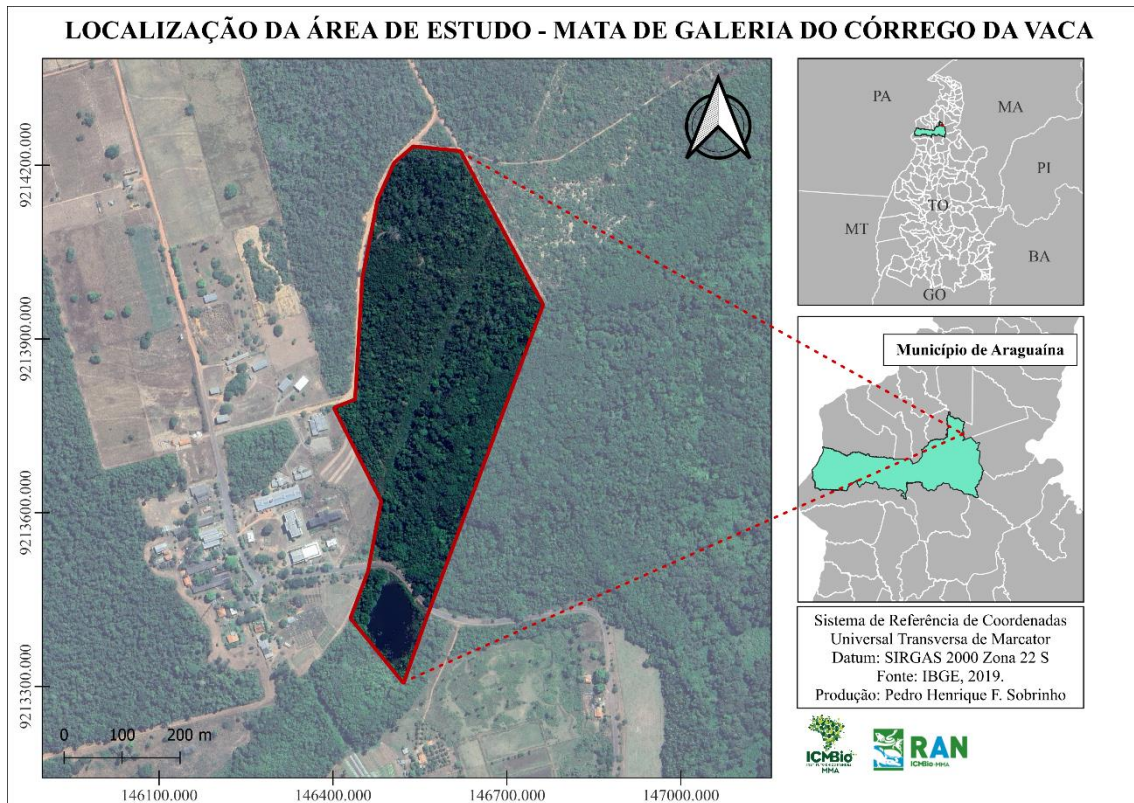 LOCALIZAÇÃO DA ÁREA DE ESTUDO - MATA DE GALERIA DO CÓRREGO DA VACA
9214200.000
9213900.000
9213600.000
9213300.000
0 100 200 m
146100.000 146400.000 146700.000 147000.000
PA
MA
PI
TO
MT
BA
GO
Município de Araguaína
Sistema de Referência de Coordenadas
Universal Transversa de Marcator
Datum: SIRGAS 2000 Zona 22 S
Fonte: IBGE, 2019.
Produção: Pedro Henrique F. Sobrinho
ICMBio
MMA
RAN
ICMBio-MMA